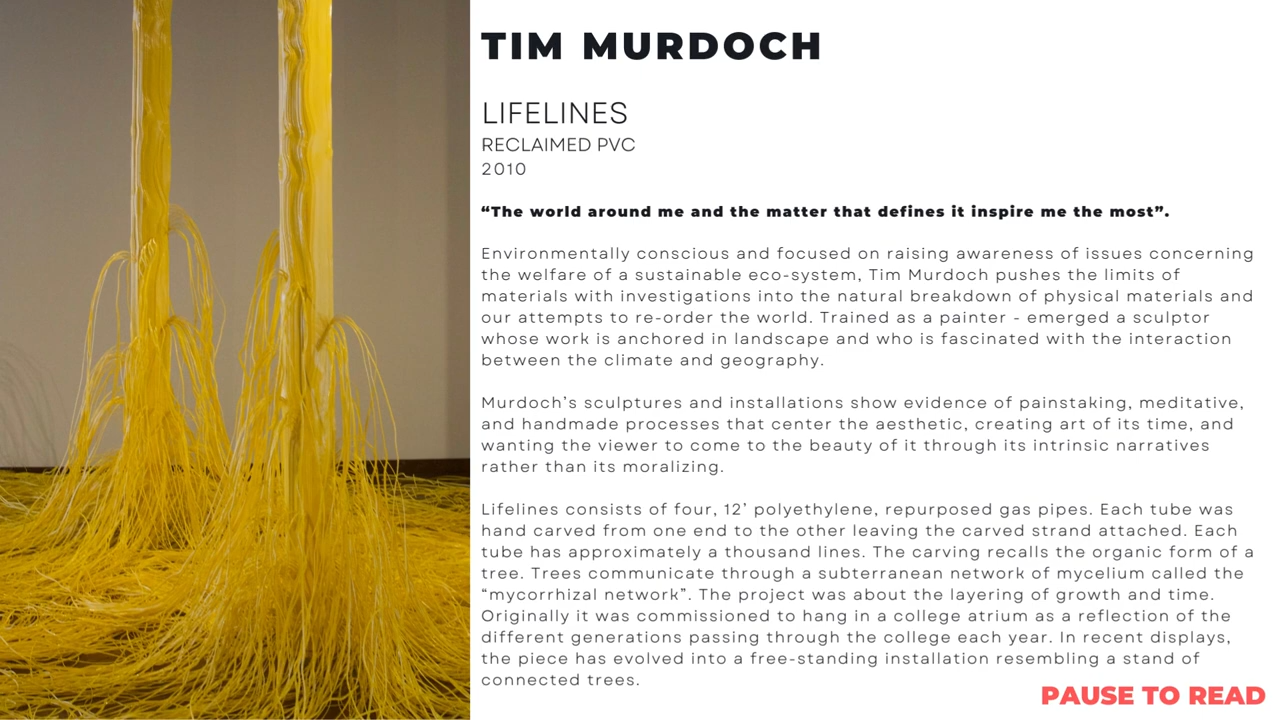 TIM MURDOCH
LIFELINES
RECLAIMED PVC
2010
“The world around me and the matter that defines it inspire me the most”.
Environmentally conscious and focused on raising awareness of issues concerning
the welfare of a sustainable eco-system, Tim Murdoch pushes the limits of
materials with investigations into the natural breakdown of physical materials and
our attempts to re-order the world. Trained as a painter - emerged a sculptor
whose work is anchored in landscape and who is fascinated with the interaction
between the climate and geography.
Murdoch’s sculptures and installations show evidence of painstaking, meditative,
and handmade processes that center the aesthetic, creating art of its time, and
wanting the viewer to come to the beauty of it through its intrinsic narratives
rather than its moralizing.
Lifelines consists of four, 12’ polyethylene, repurposed gas pipes. Each tube was
hand carved from one end to the other leaving the carved strand attached. Each
tube has approximately a thousand lines. The carving recalls the organic form of a
tree. Trees communicate through a subterranean network of mycelium called the
“mycorrhizal network”. The project was about the layering of growth and time.
Originally it was commissioned to hang in a college atrium as a reflection of the
different generations passing through the college each year. In recent displays,
the piece has evolved into a free-standing installation resembling a stand of
connected trees.
PAUSE TO READ